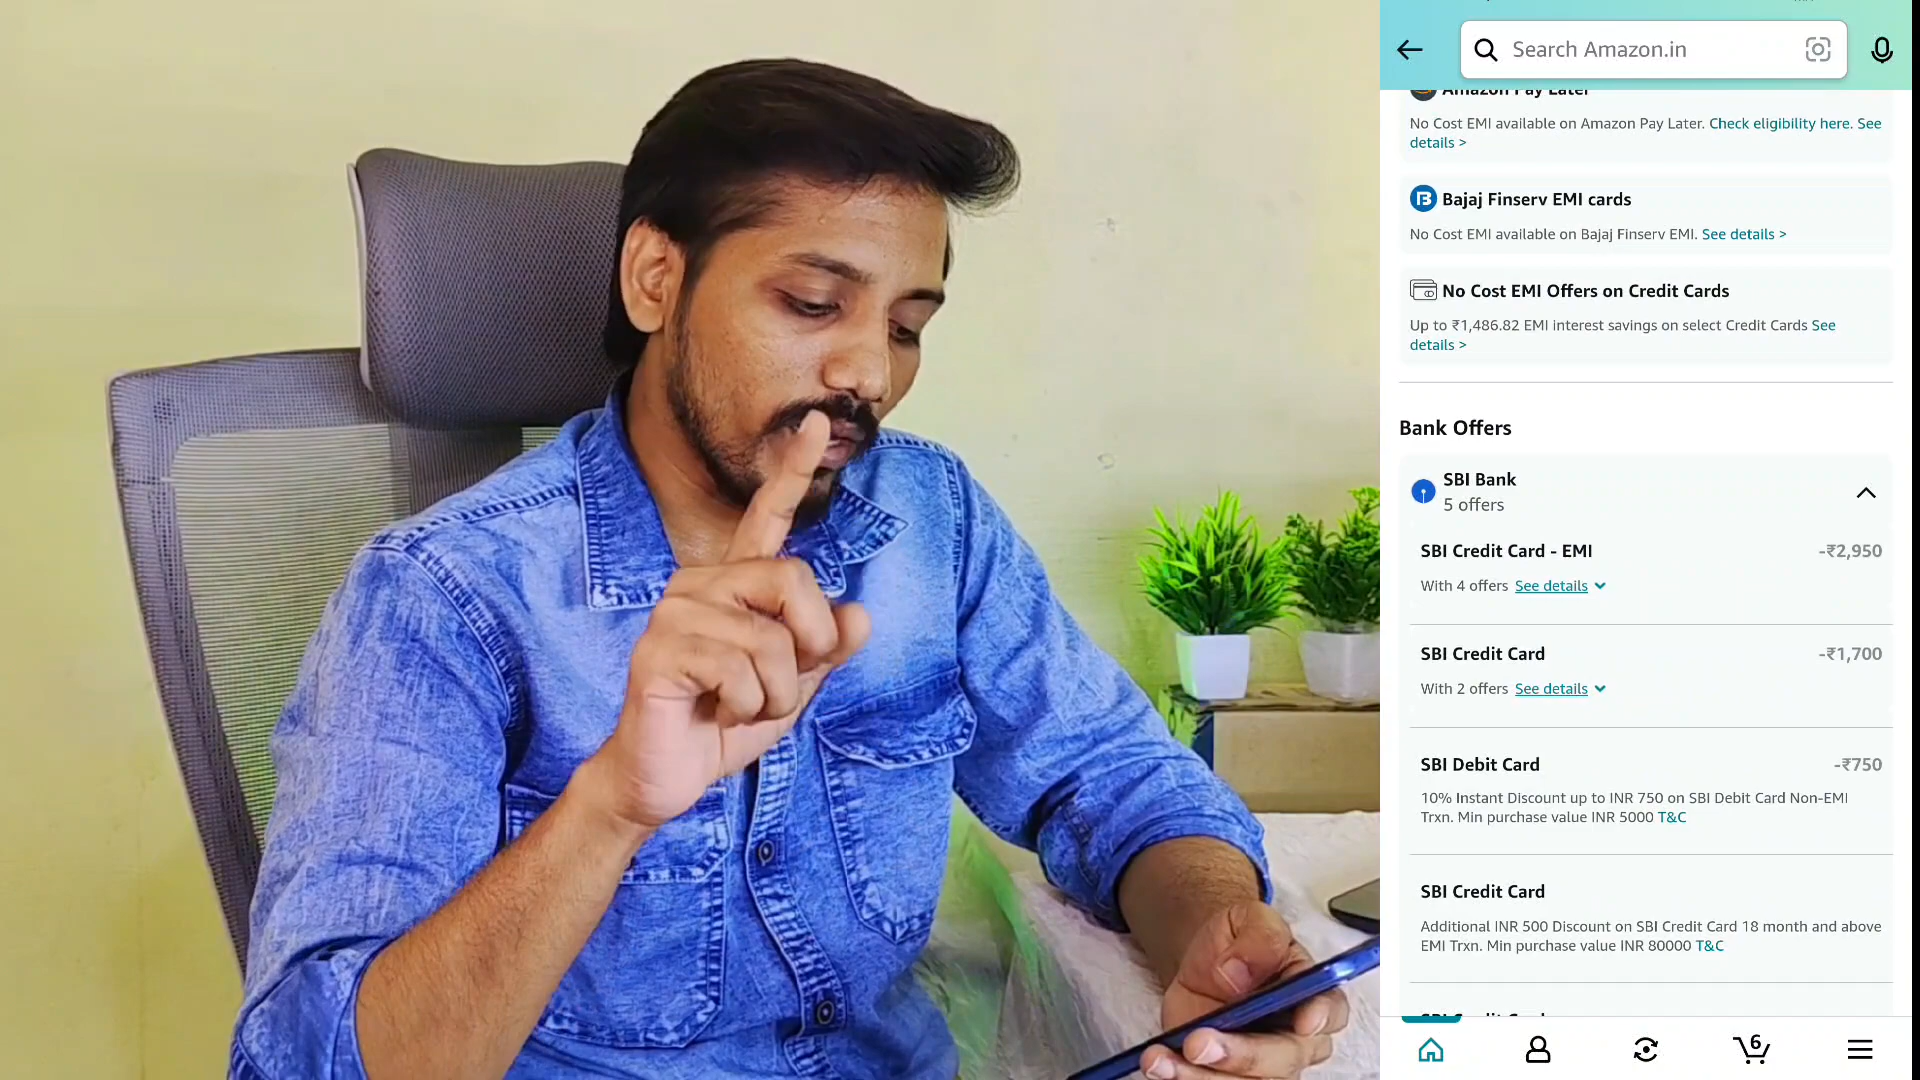 Search Amazon.in
Amazon Pay Later
No Cost EMI available on Amazon Pay Later. Check eligibility here. See
details >
Bajaj Finserv EMI cards
No Cost EMI available on Bajaj Finserv EMI. See details >
No Cost EMI Offers on Credit Cards
Up to ₹1,486.82 EMI interest savings on select Credit Cards See
details >
Bank Offers
SBI Bank
5 offers
SBI Credit Card - EMI -₹2,950
With 4 offers See details
SBI Credit Card -₹1,700
With 2 offers See details
SBI Debit Card -₹750
10% Instant Discount up to INR 750 on SBI Debit Card Non-EMI
Trxn. Min purchase value INR 5000 T&C
SBI Credit Card
Additional INR 500 Discount on SBI Credit Card 18 month and above
EMI Trxn. Min purchase value INR 80000 T&C
6